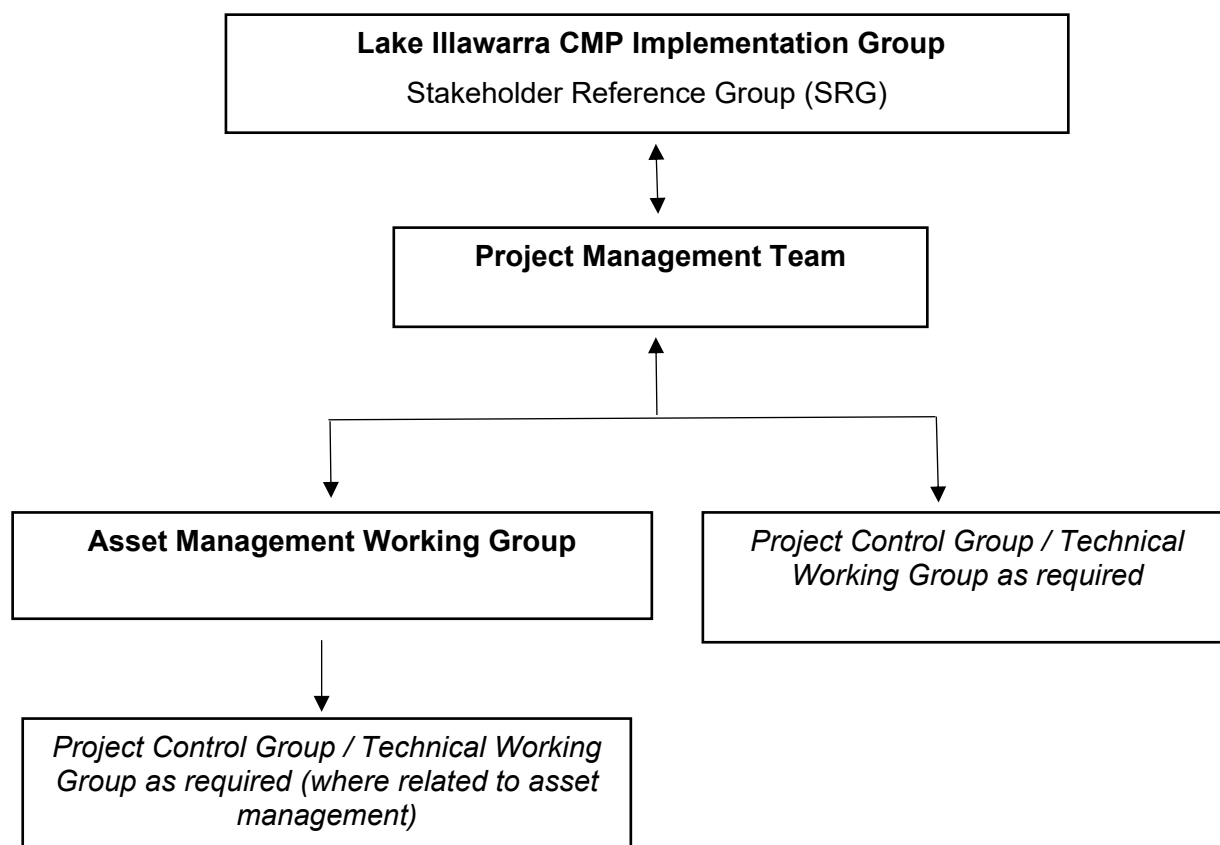 Lake Illawarra CMP Implementation Group
Stakeholder Reference Group (SRG)
Project Management Team
Asset Management Working Group
Project Control Group / Technical
Working Group as required
Project Control Group / Technical Working
Group as required (where related to asset
management)